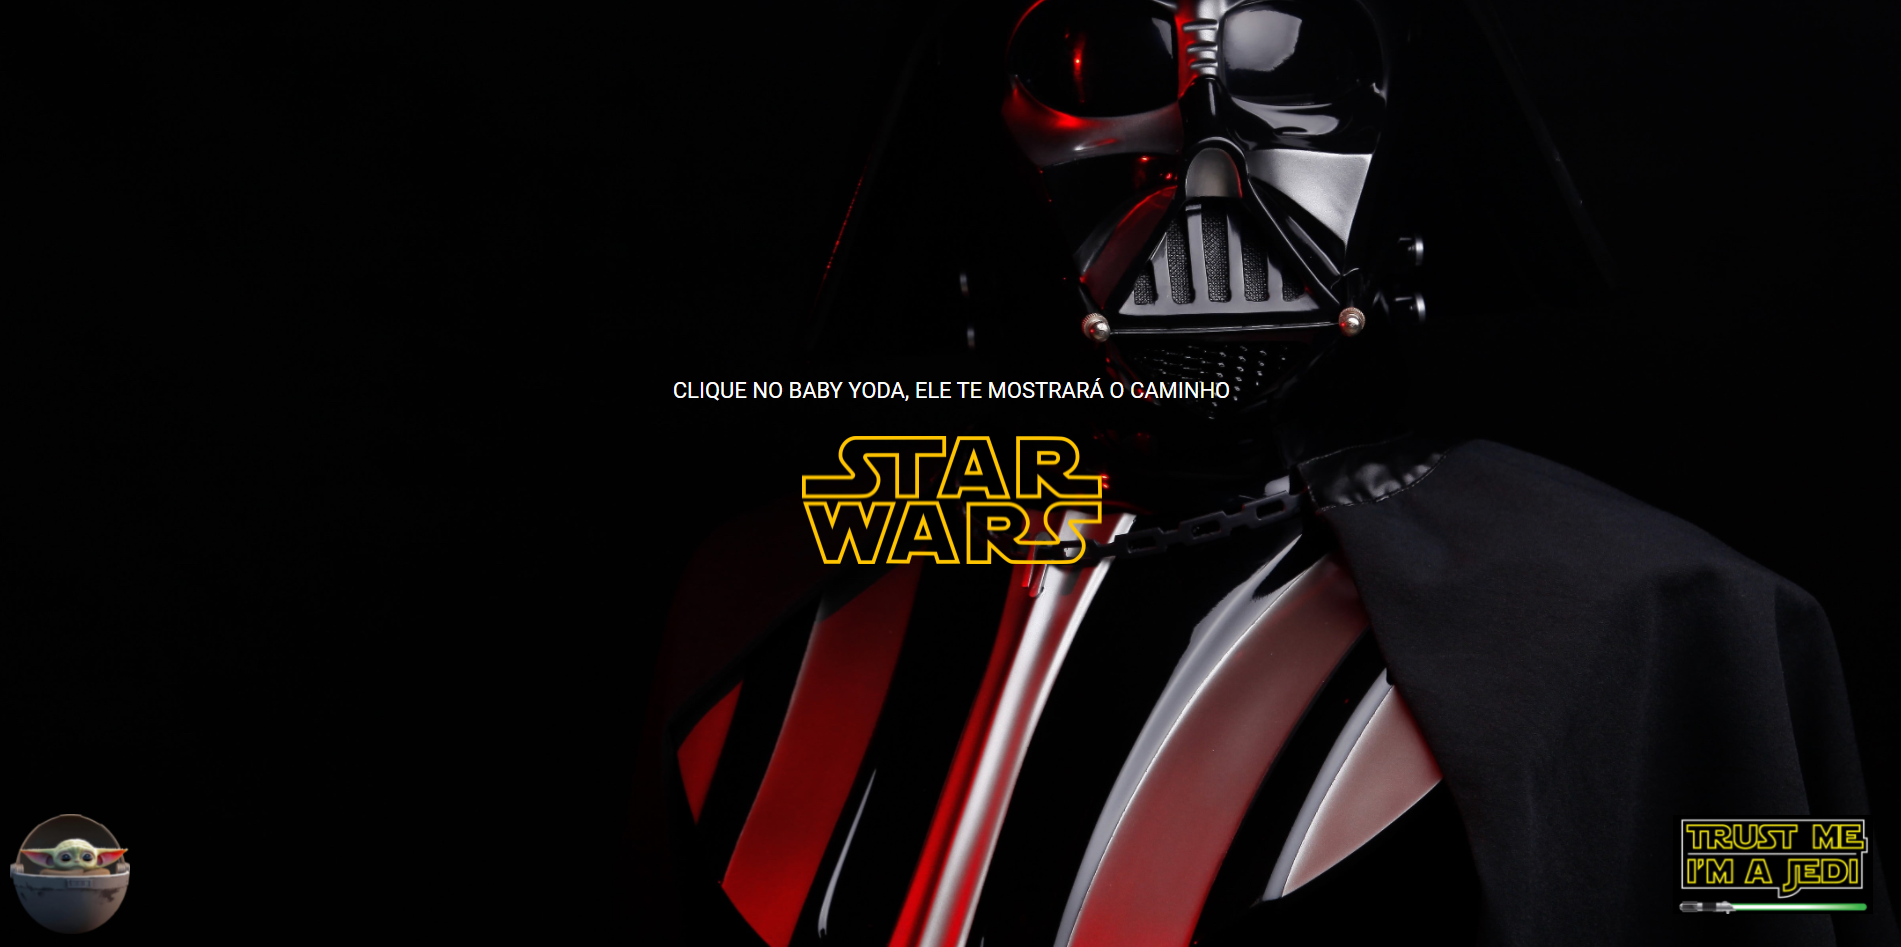 CLIQUE NO BABY YODA, ELE TE MOSTRARÁ O CAMINHO
STAR
WARS
TRUST ME
I'M A JEDI